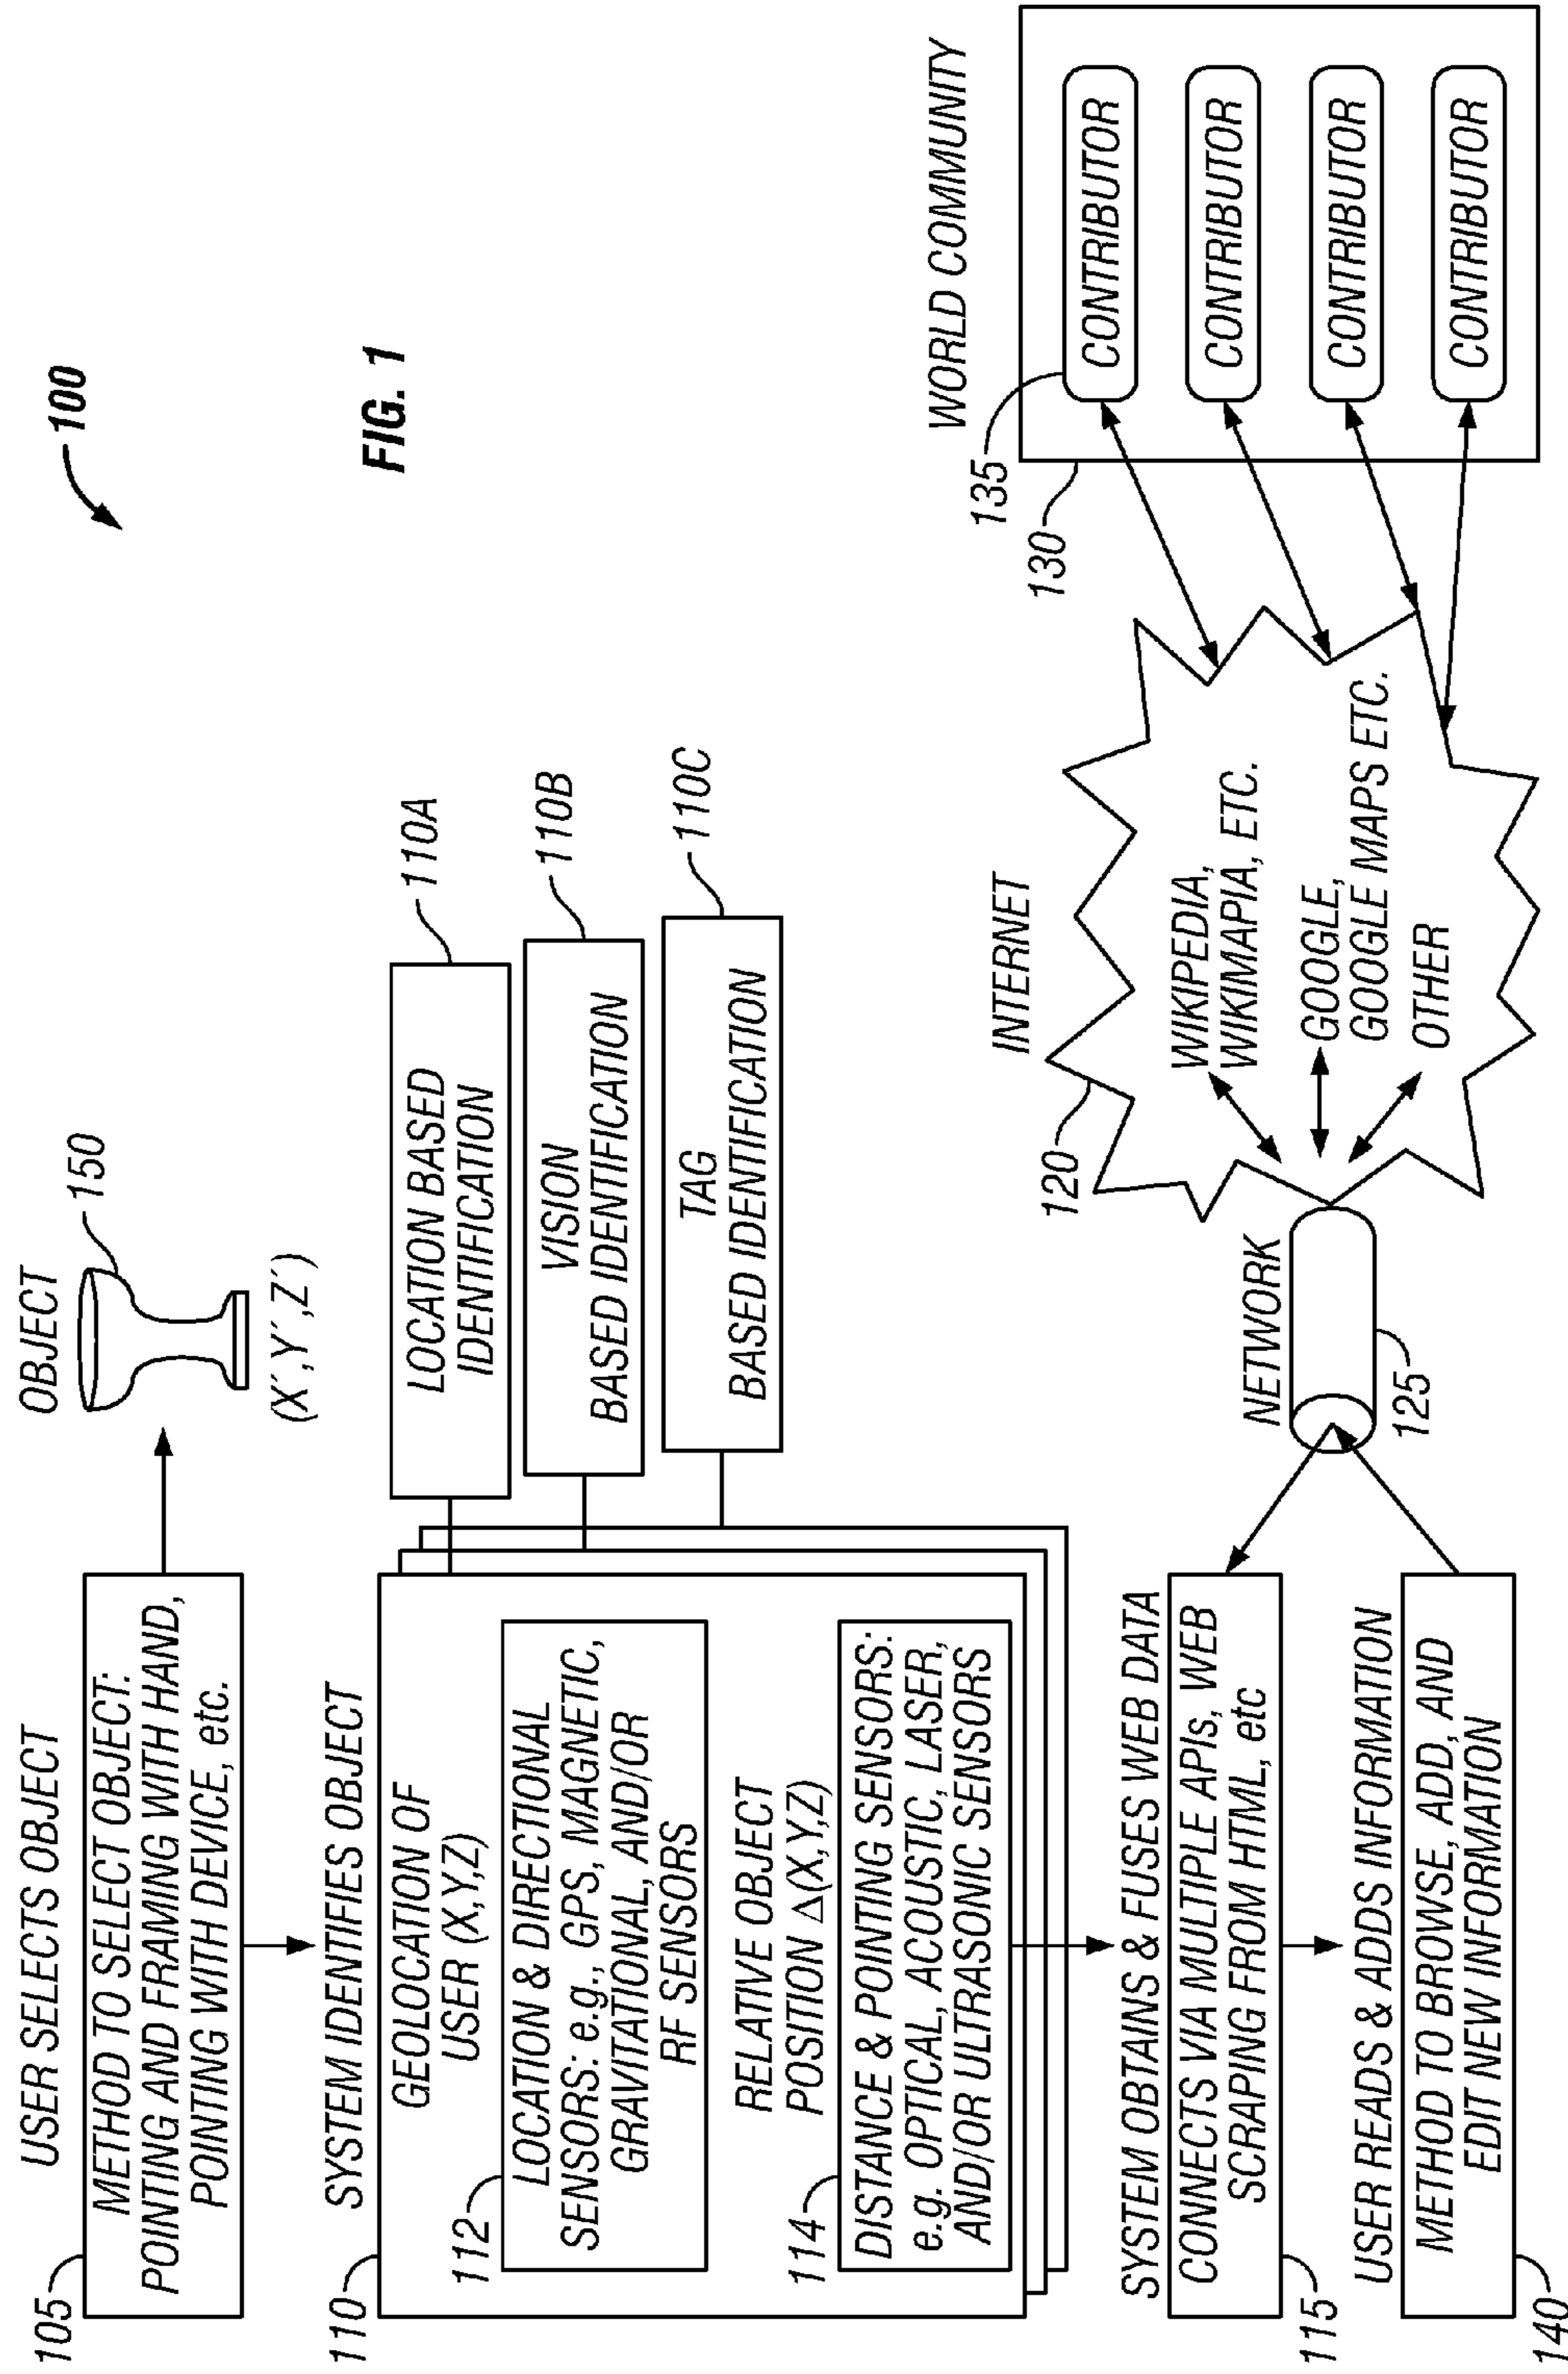 100
FIG. 1
USER SELECTS OBJECT
105
METHOD TO SELECT OBJECT:
POINTING AND FRAMING WITH HAND,
POINTING WITH DEVICE, etc.
OBJECT
150
(X´,Y´,Z´)
SYSTEM IDENTIFIES OBJECT
110
GEOLOCATION OF
USER (X,Y,Z)
112
LOCATION & DIRECTIONAL
SENSORS: e.g., GPS, MAGNETIC,
GRAVITATIONAL, AND/OR
RF SENSORS
RELATIVE OBJECT
POSITION △(X,Y,Z)
114
DISTANCE & POINTING SENSORS:
e.g. OPTICAL, ACOUSTIC, LASER,
AND/OR ULTRASONIC SENSORS
LOCATION BASED
IDENTIFICATION
110A
VISION
BASED IDENTIFICATION
110B
TAG
BASED IDENTIFICATION
110C
SYSTEM OBTAINS & FUSES WEB DATA
CONNECTS VIA MULTIPLE APIs, WEB
SCRAPING FROM HTML, etc
115
USER READS & ADDS INFORMATION
METHOD TO BROWSE, ADD, AND
EDIT NEW INFORMATION
140
NETWORK
125
INTERNET
120
WIKIPEDIA,
WIKIMAPIA, ETC.
GOOGLE,
GOOGLE MAPS ETC.
OTHER
WORLD COMMUNITY
135
130
CONTRIBUTOR
CONTRIBUTOR
CONTRIBUTOR
CONTRIBUTOR